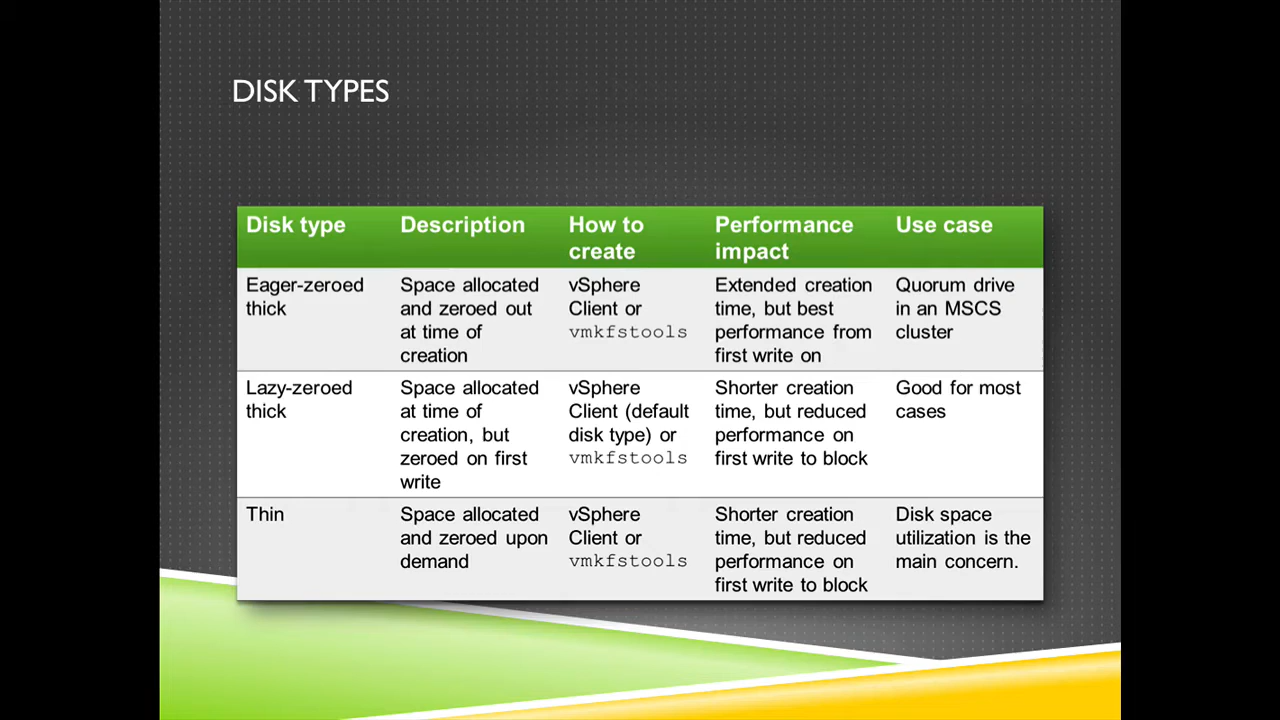 DISK TYPES
Disk type
Description
How to
create
Performance
impact
Use case
Eager-zeroed
thick
Space allocated
and zeroed out
at time of
creation
vSphere
Client or
vmkfstools
Extended creation
time, but best
performance from
first write on
Quorum drive
in an MSCS
cluster
Lazy-zeroed
thick
Space allocated
at time of
creation, but
zeroed on first
write
vSphere
Client (default
disk type) or
vmkfstools
Shorter creation
time, but reduced
performance on
first write to block
Good for most
cases
Thin
Space allocated
and zeroed upon
demand
vSphere
Client or
vmkfstools
Shorter creation
time, but reduced
performance on
first write to block
Disk space
utilization is the
main concern.